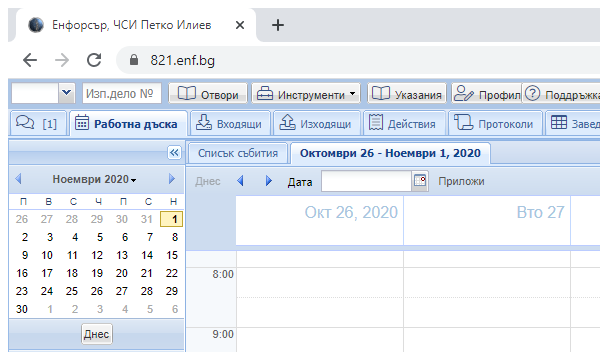 Енфорсър, ЧСИ Петко Илиев
821.enf.bg
Изп.дело № Отвори Инструменти Указания Профил Поддръжка
[1] Работна дъска Входящи Изходящи Действия Протоколи Завед
Списък събития Октомври 26 - Ноември 1, 2020
Ноември 2020 Днес Дата Приложи
П В С Ч П С Н
26 27 28 29 30 31 1
2 3 4 5 6 7 8
9 10 11 12 13 14 15
16 17 18 19 20 21 22
23 24 25 26 27 28 29
30 1 2 3 4 5 6
Днес
Окт 26, 2020 Вто 27
8:00
9:00